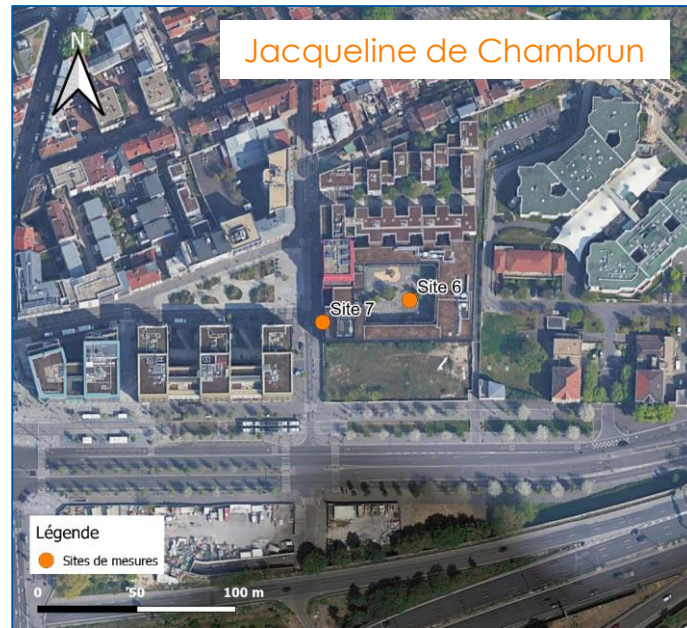 Jacqueline de Chambrun
N
Site 6
Site 7
Légende
Sites de mesures
0 50 100 m